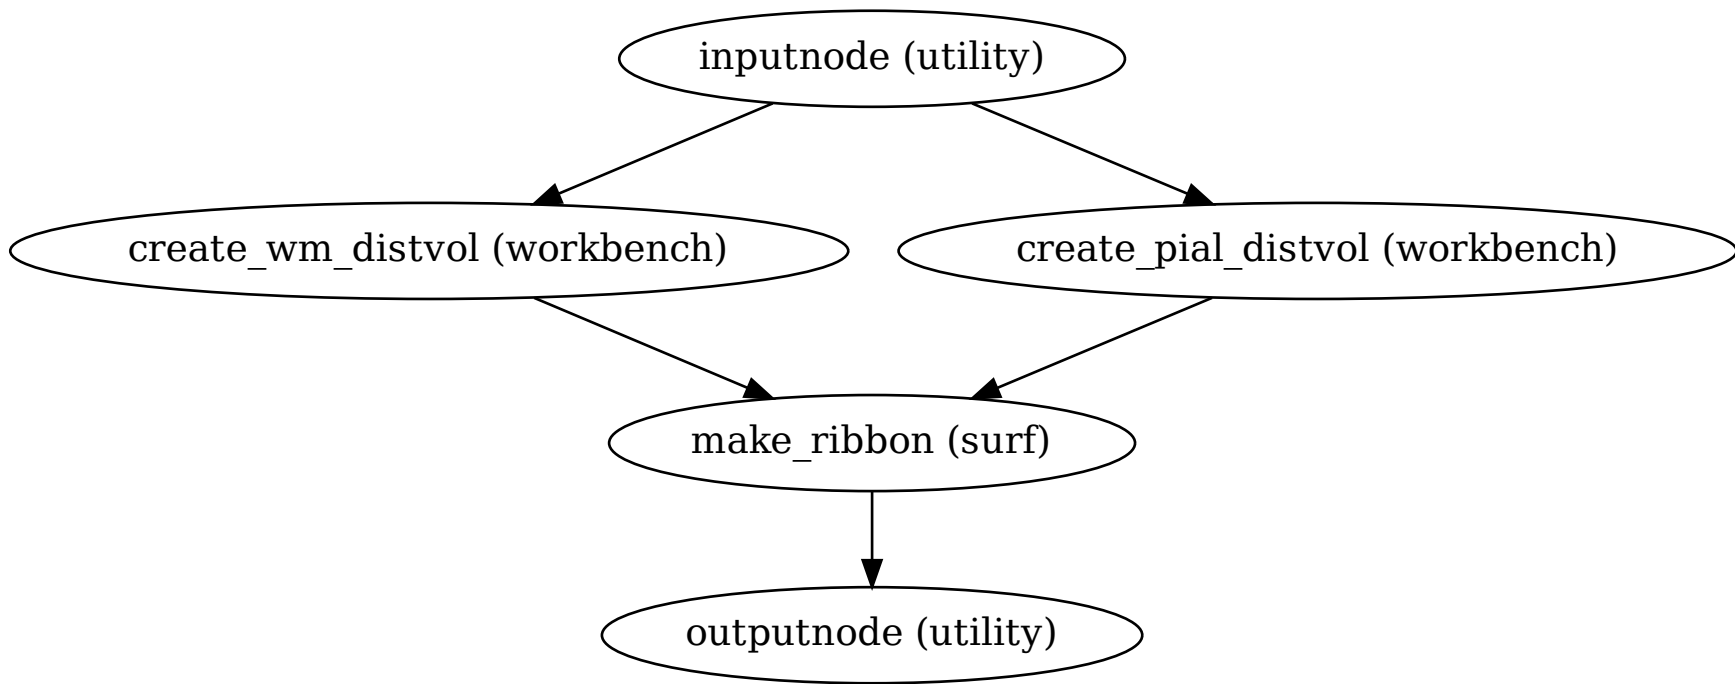 inputnode (utility)
create_wm_distvol (workbench)
create_pial_distvol (workbench)
make_ribbon (surf)
outputnode (utility)